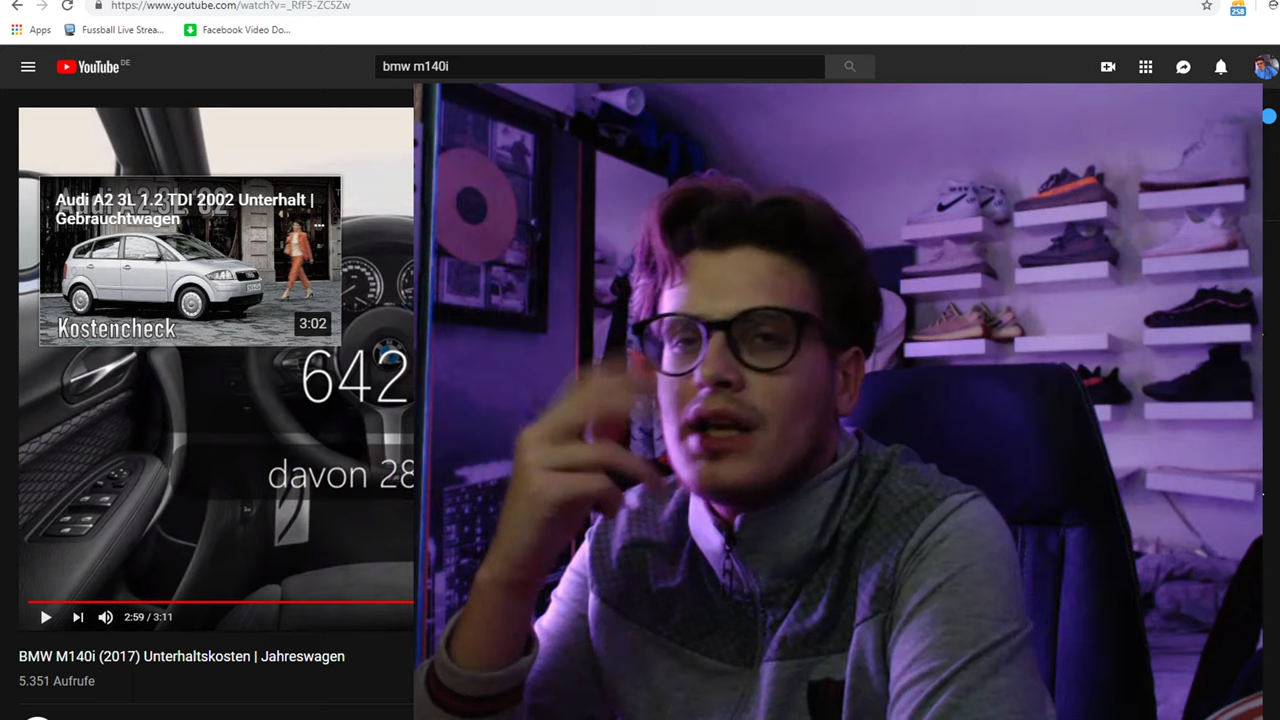 https://www.youtube.com/watch?v=_RfF5-ZC5Zw
258
Apps
Fussball Live Strea...
Facebook Video Do...
YouTube DE
bmw m140i
Audi A2 3L 1.2 TDI 2002 Unterhalt |
Gebrauchtwagen
Kostencheck
3:02
642
davon 28
2:59 / 3:11
BMW M140i (2017) Unterhaltskosten | Jahreswagen
5.351 Aufrufe